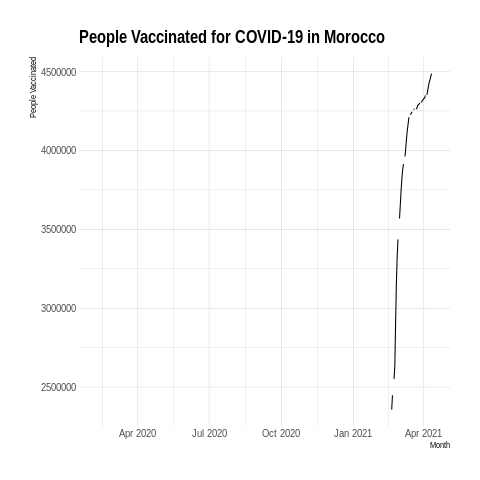 People Vaccinated for COVID-19 in Morocco
People Vaccinated
4500000
4000000
3500000
3000000
2500000
Apr 2020 Jul 2020 Oct 2020 Jan 2021 Apr 2021
Month